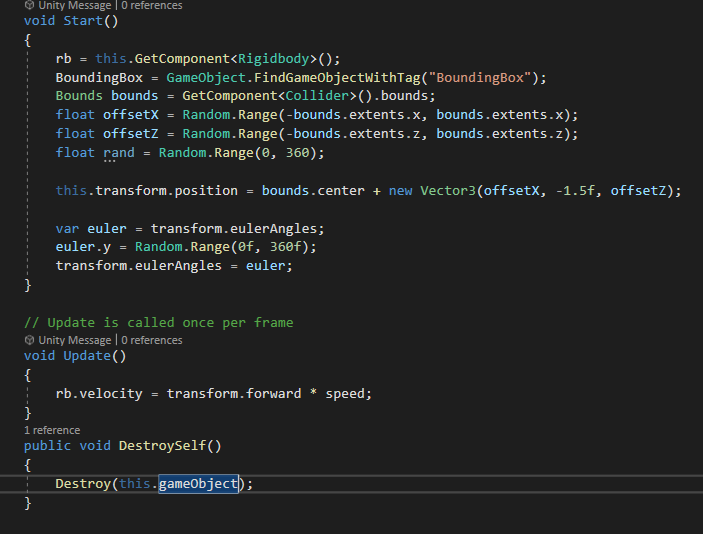 Unity Message | 0 references
void Start()
{
rb = this.GetComponent<Rigidbody>();
BoundingBox = GameObject.FindGameObjectWithTag("BoundingBox");
Bounds bounds = GetComponent<Collider>().bounds;
float offsetX = Random.Range(-bounds.extents.x, bounds.extents.x);
float offsetZ = Random.Range(-bounds.extents.z, bounds.extents.z);
float rand = Random.Range(0, 360);
this.transform.position = bounds.center + new Vector3(offsetX, -1.5f, offsetZ);
var euler = transform.eulerAngles;
euler.y = Random.Range(0f, 360f);
transform.eulerAngles = euler;
}
// Update is called once per frame
Unity Message | 0 references
void Update()
{
rb.velocity = transform.forward * speed;
}
1 reference
public void DestroySelf()
{
Destroy(this.gameObject);
}